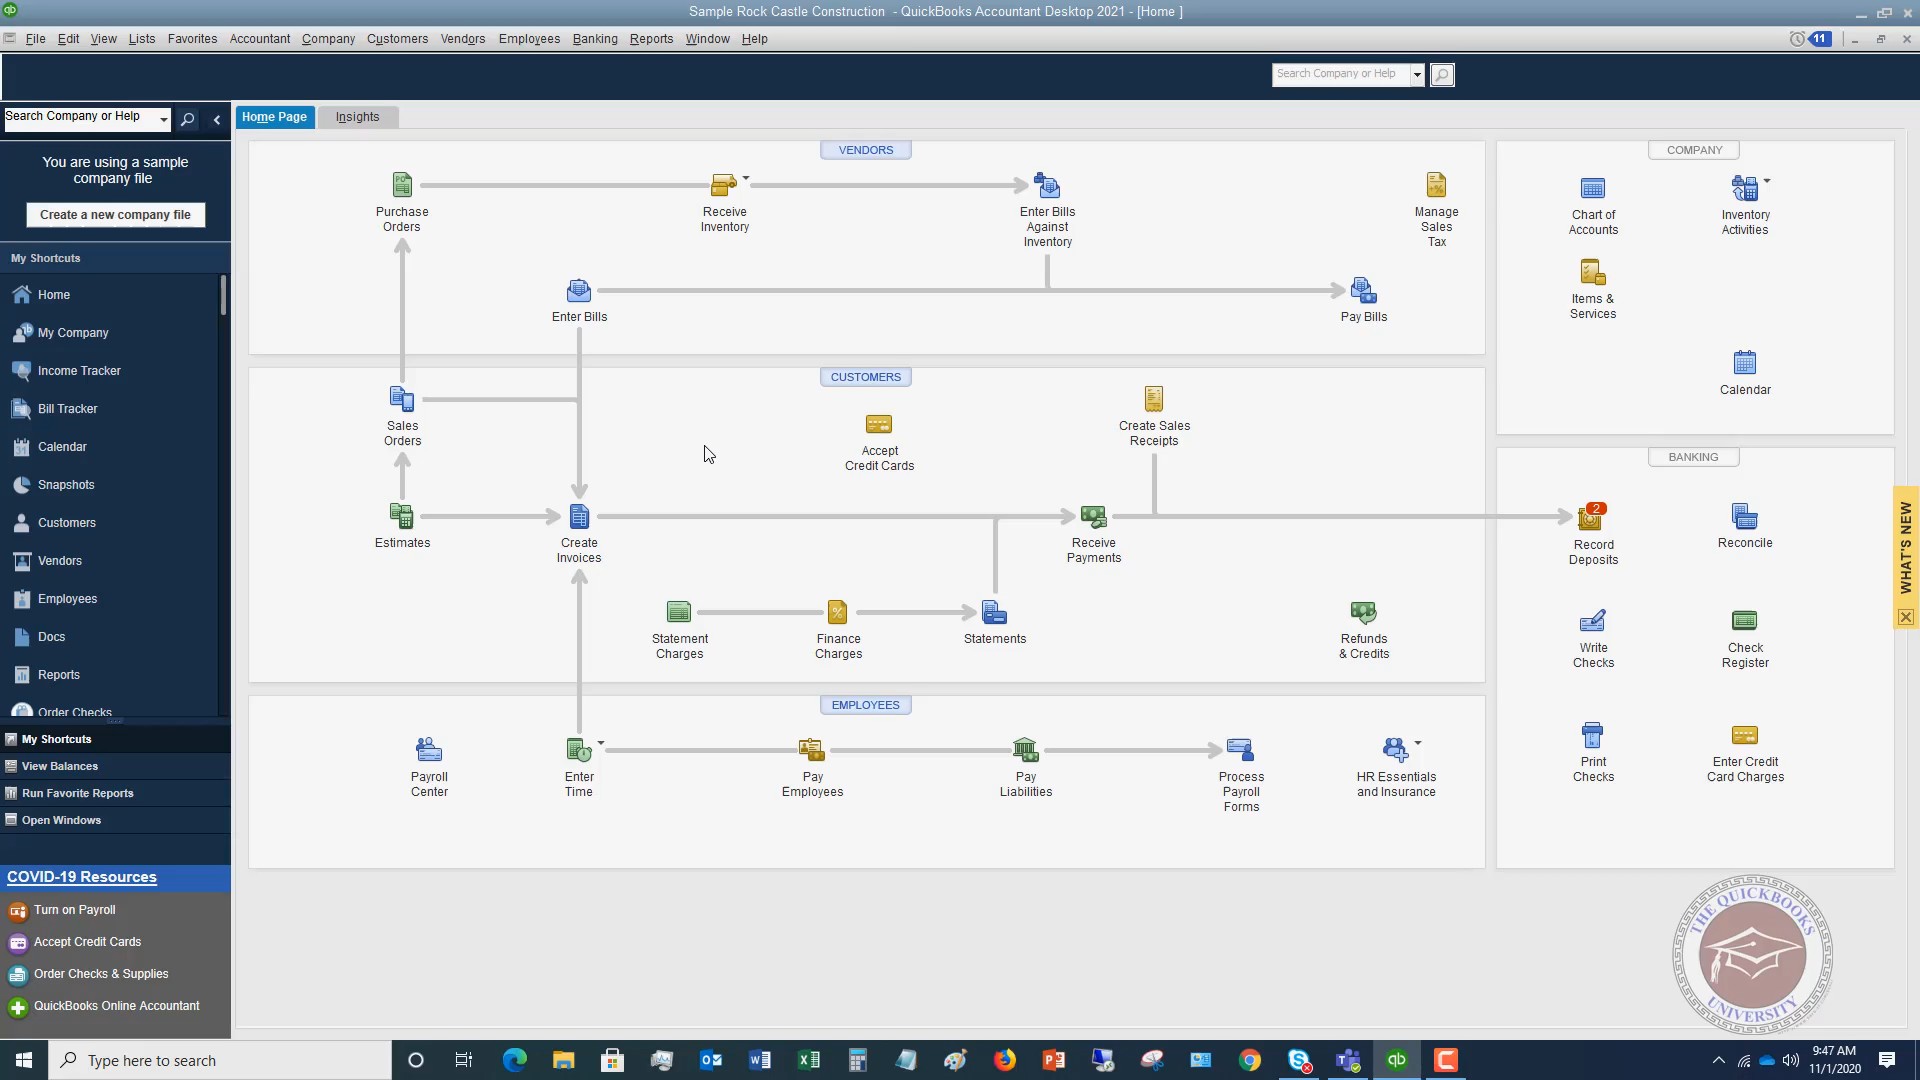 Sample Rock Castle Construction - QuickBooks Accountant Desktop 2021 - [Home ]
File Edit View Lists Favorites Accountant Company Customers Vendors Employees Banking Reports Window Help
11
Search Company or Help
Search Company or Help
Home Page Insights
You are using a sample
company file
Create a new company file
My Shortcuts
Home
My Company
Income Tracker
Bill Tracker
Calendar
Snapshots
Customers
Vendors
Employees
Docs
Reports
Order Checks
My Shortcuts
View Balances
Run Favorite Reports
Open Windows
COVID-19 Resources
Turn on Payroll
Accept Credit Cards
Order Checks & Supplies
QuickBooks Online Accountant
VENDORS
Purchase
Orders
Receive
Inventory
Enter Bills
Against
Inventory
Manage
Sales
Tax
Enter Bills
Pay Bills
CUSTOMERS
Sales
Orders
Accept
Credit Cards
Create Sales
Receipts
Estimates
Create
Invoices
Receive
Payments
Statement
Charges
Finance
Charges
Statements
Refunds
& Credits
EMPLOYEES
Payroll
Center
Enter
Time
Pay
Employees
Pay
Liabilities
Process
Payroll
Forms
HR Essentials
and Insurance
COMPANY
Chart of
Accounts
Inventory
Activities
Items &
Services
Calendar
BANKING
2
Record
Deposits
Reconcile
Write
Checks
Check
Register
Print
Checks
Enter Credit
Card Charges
WHAT'S NEW
THE QUICKBOOKS
UNIVERSITY
Type here to search
9:47 AM
11/1/2020